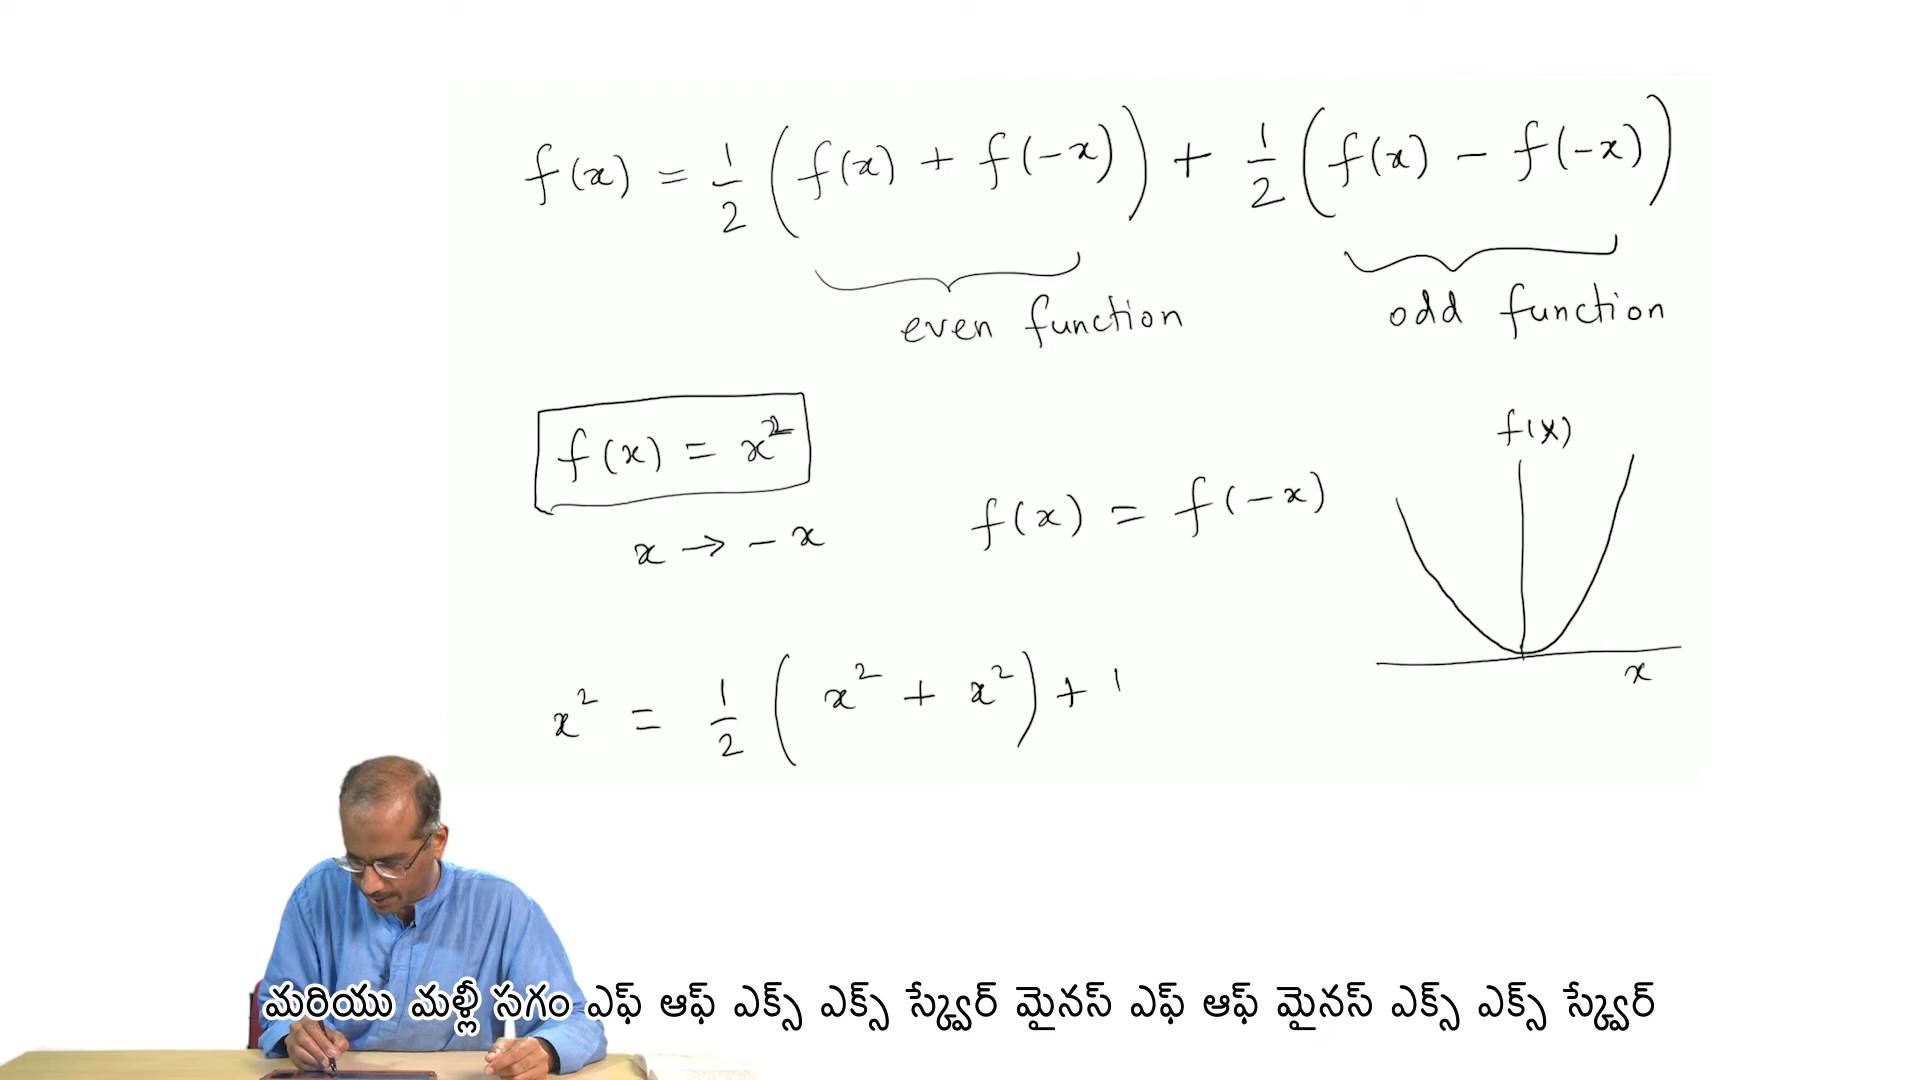 f(x) = 1/2 (f(x) + f(-x)) + 1/2 (f(x) - f(-x))
even function odd function
f(x) = x²
f(x)
x → -x f(x) = f(-x)
x
x² = 1/2 (x² + x²) + 1
మరియు మళ్లీ సగం ఎఫ్ ఆఫ్ ఎక్స్ ఎక్స్ స్క్వేర్ మైనస్ ఎఫ్ ఆఫ్ మైనస్ ఎక్స్ ఎక్స్ స్క్వేర్